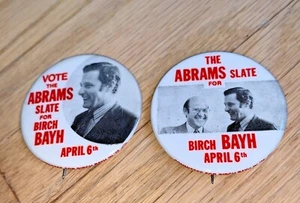 VOTE
THE
ABRAMS
SLATE
FOR
BIRCH
BAYH
APRIL 6th
THE
ABRAMS SLATE
FOR
BIRCH BAYH
APRIL 6th